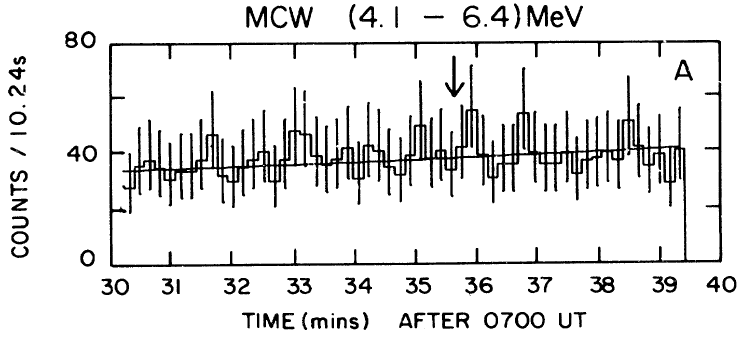 MCW (4.1 – 6.4) MeV
80
A
COUNTS / 10.24s
40
0
30 31 32 33 34 35 36 37 38 39 40
TIME (mins) AFTER 0700 UT